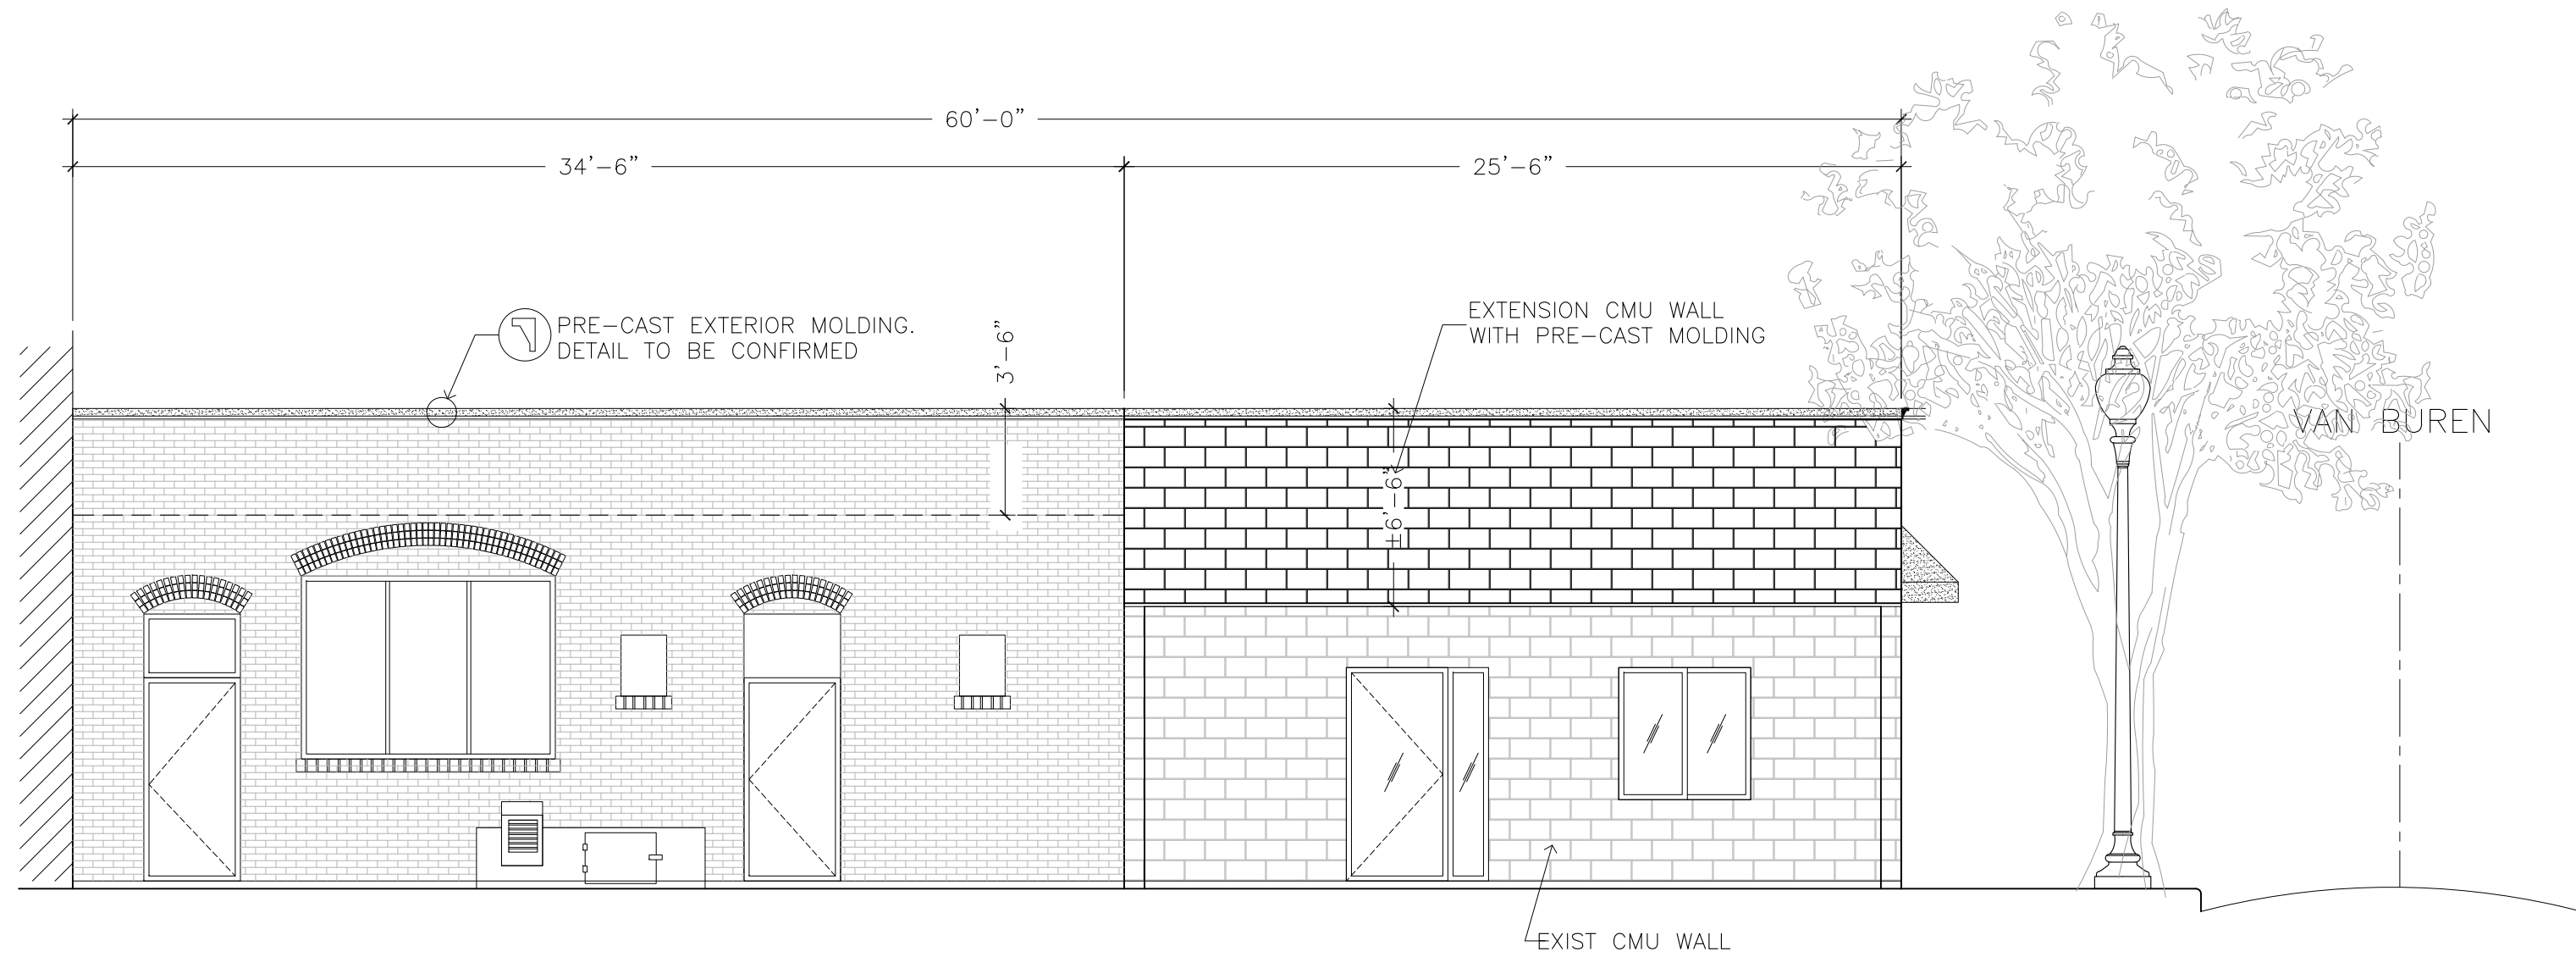 60'-0"
34'-6"
25'-6"
PRE-CAST EXTERIOR MOLDING.
DETAIL TO BE CONFIRMED
3'-6"
EXTENSION CMU WALL
WITH PRE-CAST MOLDING
VAN BUREN
±6'-6"
EXIST CMU WALL